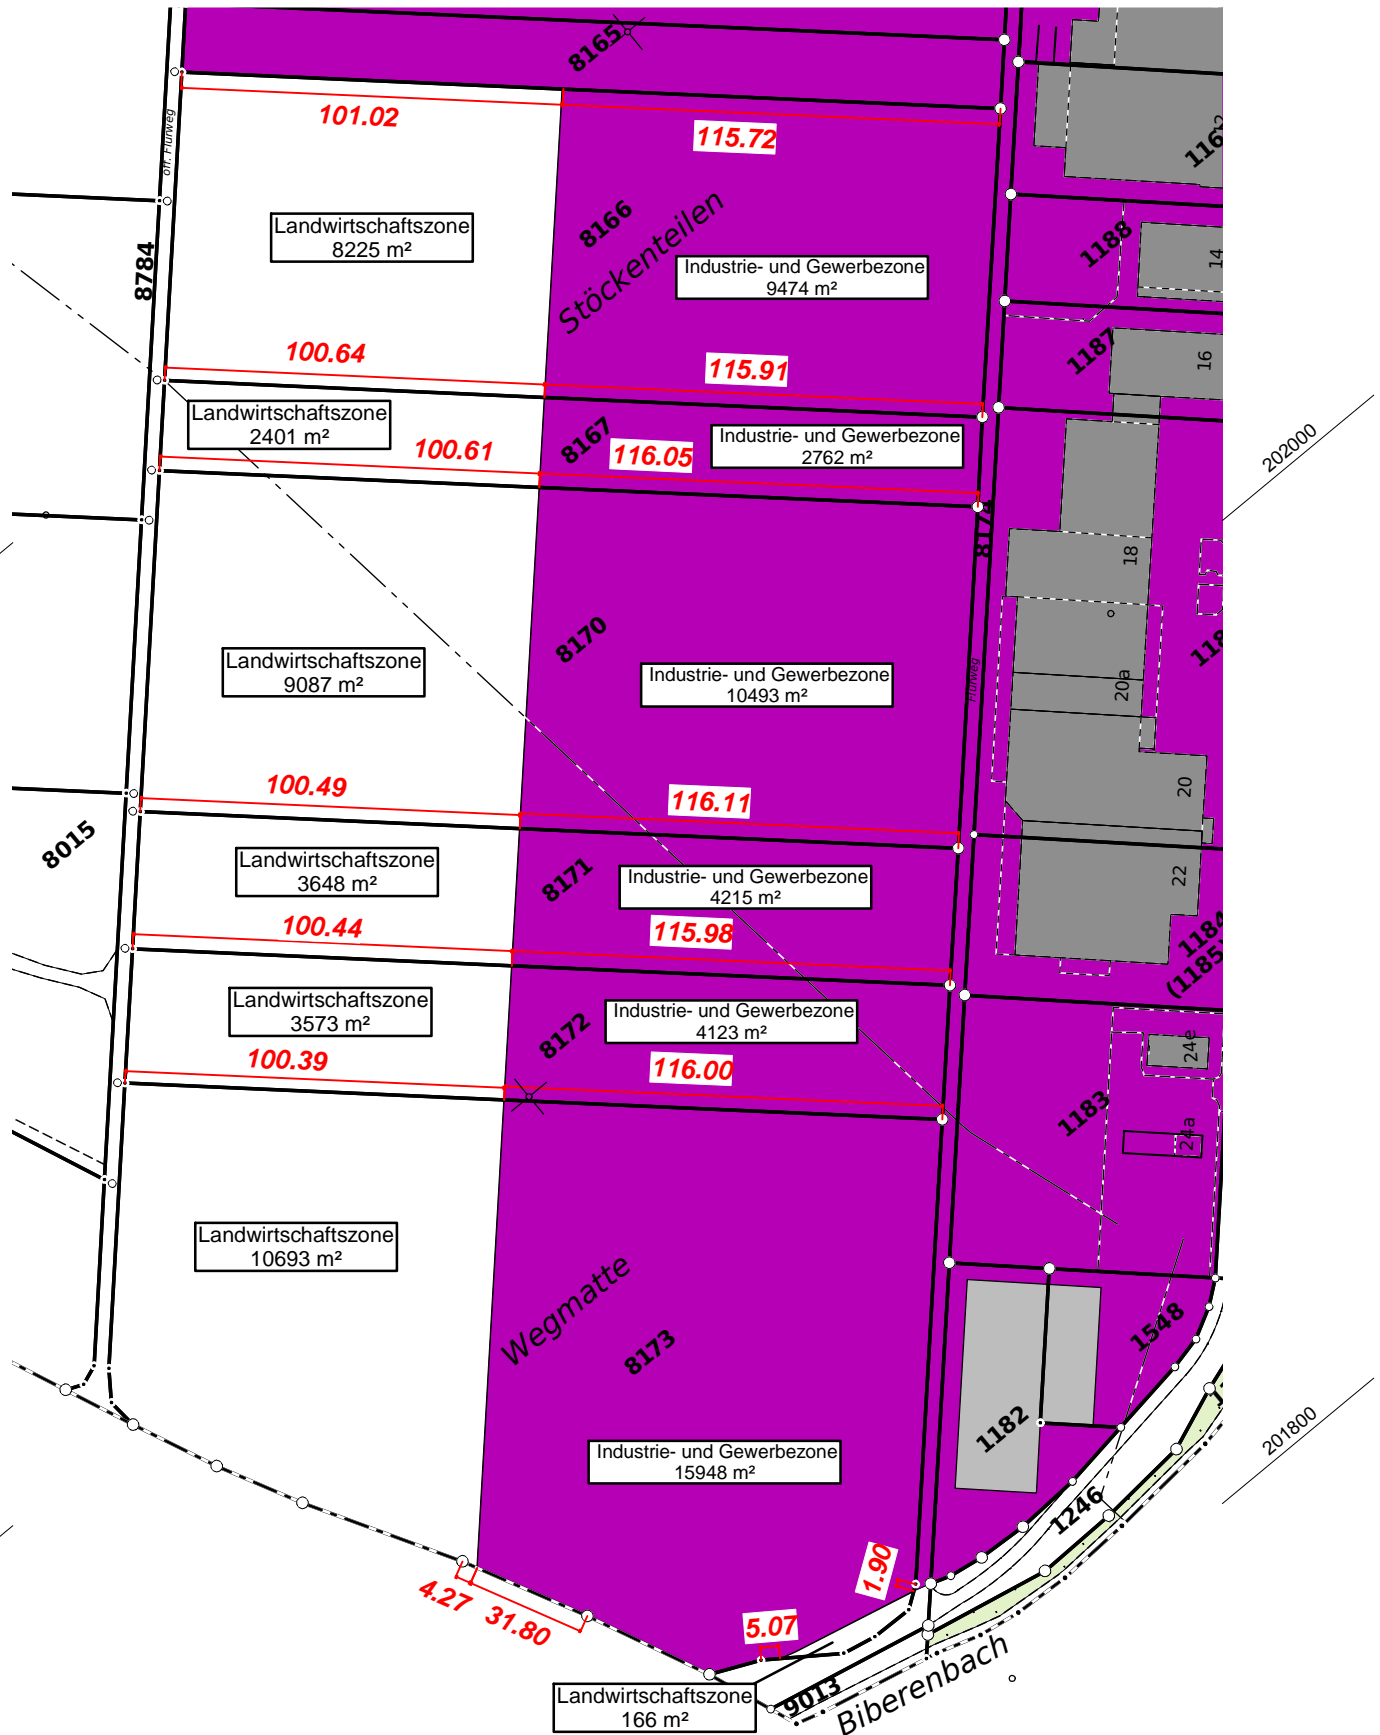 8165
off. Flurweg
101.02
115.72
8784
Landwirtschaftszone
8225 m²
8166
Stöckenteilen
Industrie- und Gewerbezone
9474 m²
1188
14
1187
16
100.64
115.91
Landwirtschaftszone
2401 m²
100.61
8167
116.05
Industrie- und Gewerbezone
2762 m²
202000
8174
18
8170
Landwirtschaftszone
9087 m²
Industrie- und Gewerbezone
10493 m²
Flurweg
20a
20
100.49
116.11
8015
Landwirtschaftszone
3648 m²
8171
Industrie- und Gewerbezone
4215 m²
22
100.44
115.98
1184
(1185)
Landwirtschaftszone
3573 m²
8172
Industrie- und Gewerbezone
4123 m²
24e
100.39
116.00
1183
24a
Landwirtschaftszone
10693 m²
Wegmatte
8173
1548
1182
201800
Industrie- und Gewerbezone
15948 m²
1246
1.90
4.27
31.80
5.07
Landwirtschaftszone
166 m²
9013
Biberenbach